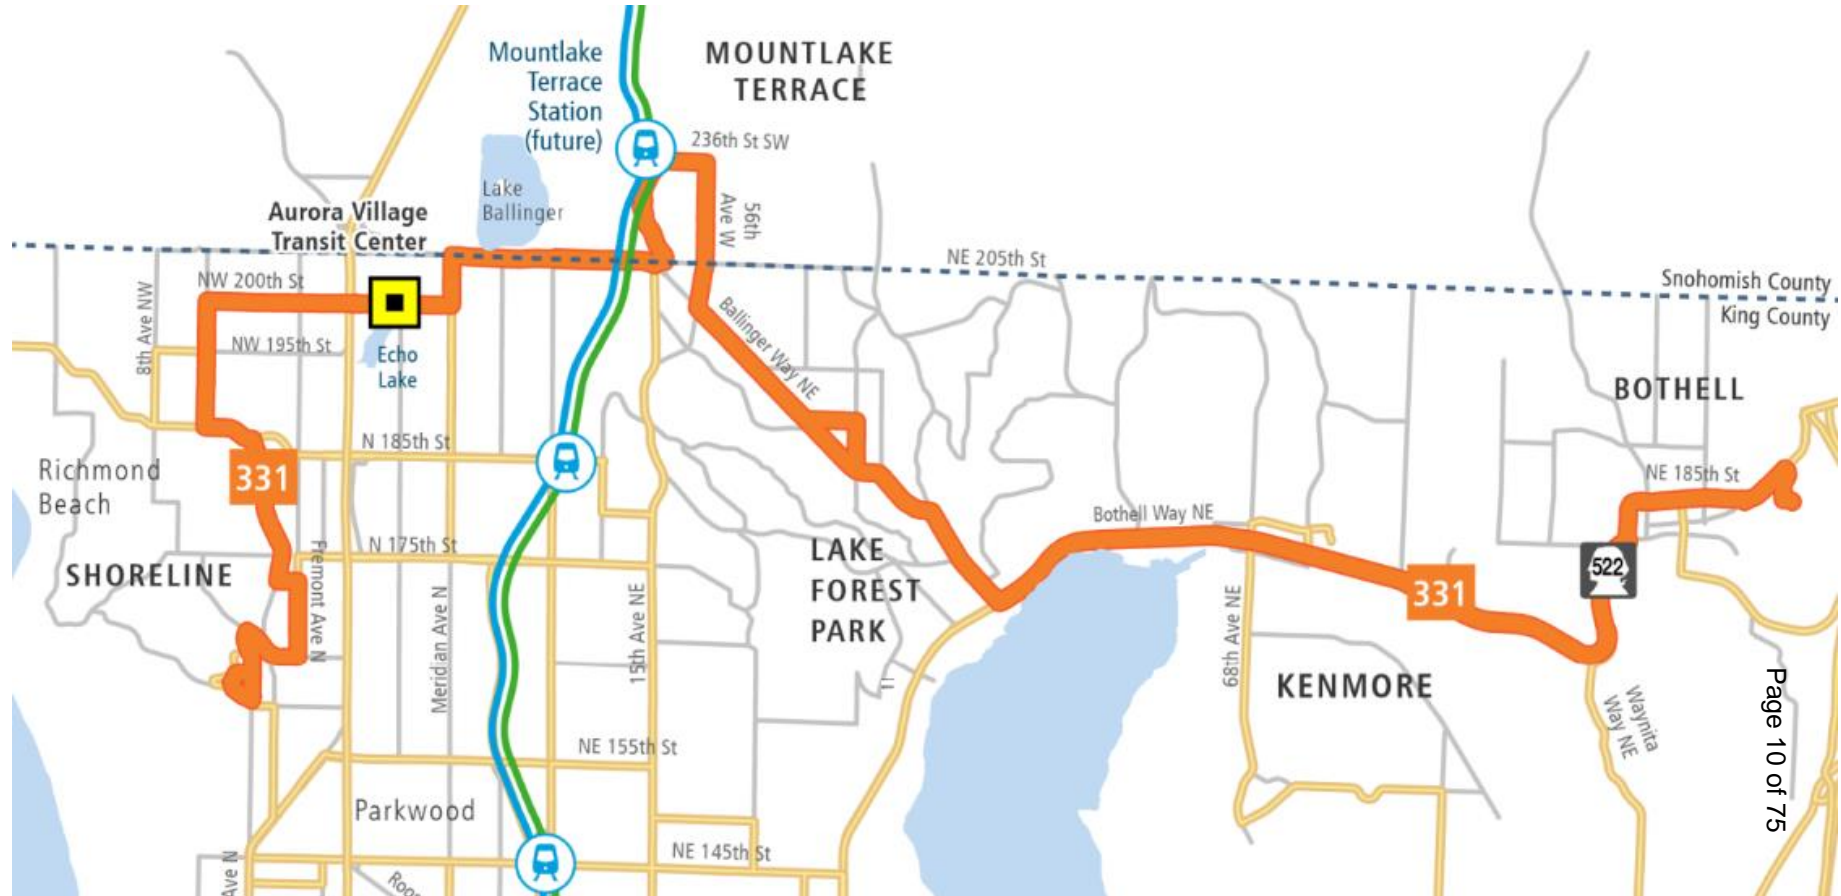 Mountlake
Terrace
Station
(future)
MOUNTLAKE
TERRACE
236th St SW
Lake
Ballinger
56th
Ave W
Aurora Village
Transit Center
NE 205th St
Snohomish County
King County
NW 200th St
8th Ave NW
NW 195th St
Echo
Lake
Ballinger Way NE
BOTHELL
N 185th St
Richmond
Beach
331
NE 185th St
Bothell Way NE
N 175th St
Fremont Ave N
SHORELINE
LAKE
FOREST
PARK
522
331
Meridian Ave N
15th Ave NE
68th Ave NE
KENMORE
Waynita
Way NE
Page 10 of 75
NE 155th St
Parkwood
NE 145th St
Ave N